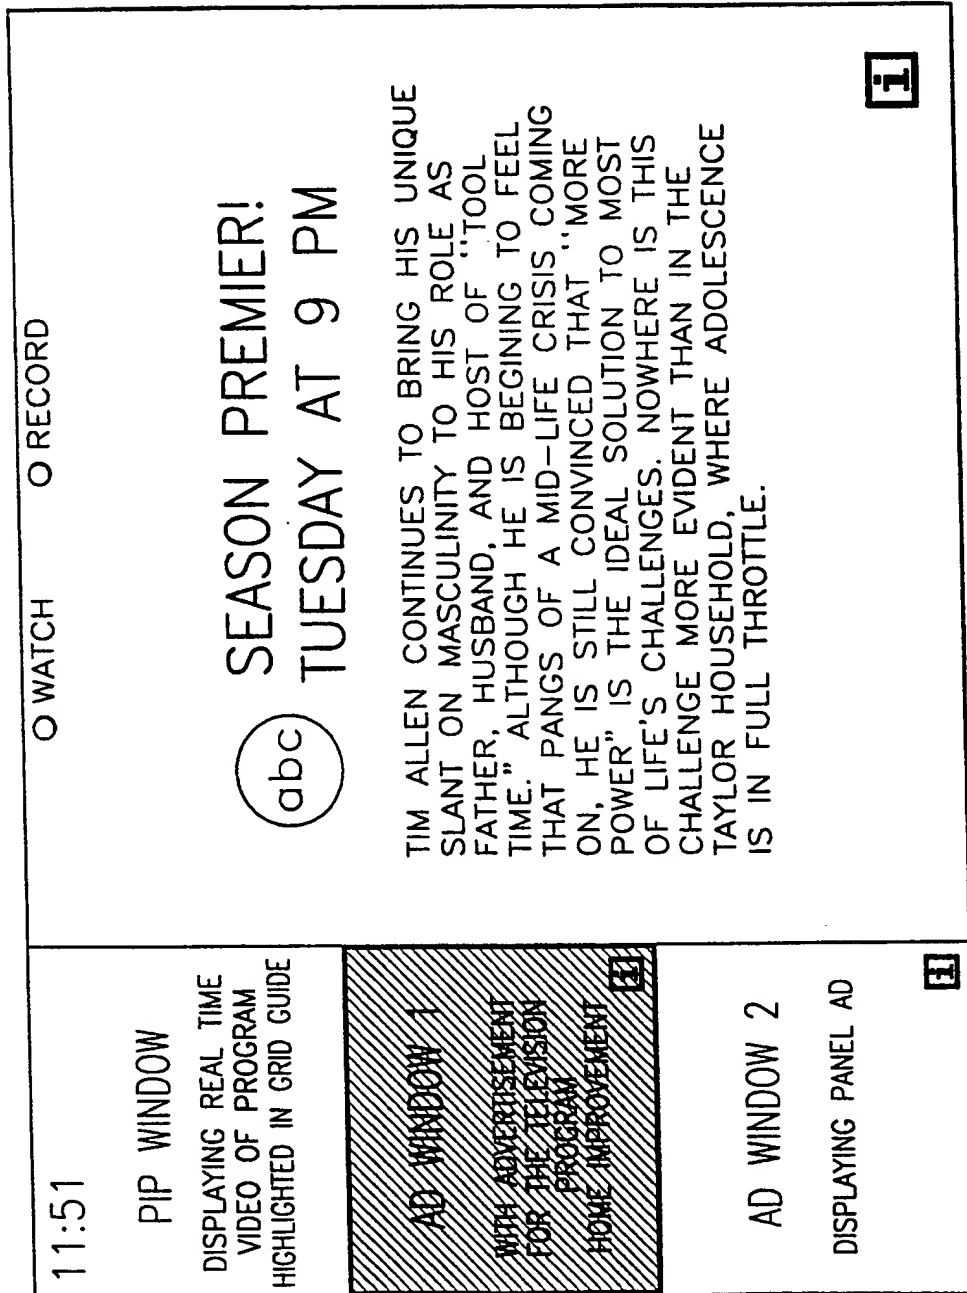 11:51
PIP WINDOW
DISPLAYING REAL TIME
VIDEO OF PROGRAM
HIGHLIGHTED IN GRID GUIDE
AD WINDOW 1
WITH ADVERTISEMENT
FOR THE TELEVISION
PROGRAM
HOME IMPROVEMENT
i
AD WINDOW 2
DISPLAYING PANEL AD
i
O WATCH O RECORD
abc
SEASON PREMIER!
TUESDAY AT 9 PM
TIM ALLEN CONTINUES TO BRING HIS UNIQUE
SLANT ON MASCULINITY TO HIS ROLE AS
FATHER, HUSBAND, AND HOST OF "TOOL
TIME." ALTHOUGH HE IS BEGINING TO FEEL
THAT PANGS OF A MID-LIFE CRISIS COMING
ON, HE IS STILL CONVINCED THAT "MORE
POWER" IS THE IDEAL SOLUTION TO MOST
OF LIFE'S CHALLENGES. NOWHERE IS THIS
CHALLENGE MORE EVIDENT THAN IN THE
TAYLOR HOUSEHOLD, WHERE ADOLESCENCE
IS IN FULL THROTTLE.
i